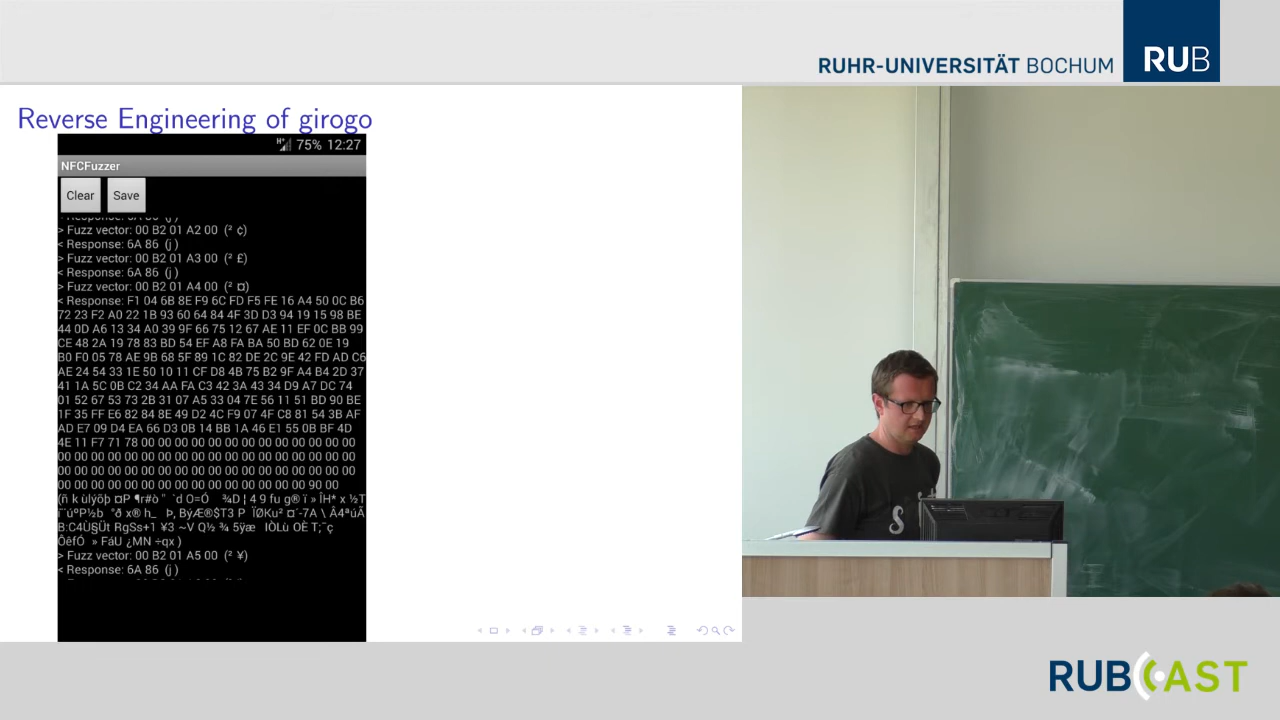 RUHR-UNIVERSITÄT BOCHUM
RUB
Reverse Engineering of girogo
75% 12:27
NFCFuzzer
Clear Save
> Fuzz vector: 00 B2 01 A2 00 (² ¢)
< Response: 6A 86 (j )
> Fuzz vector: 00 B2 01 A3 00 (² £)
< Response: 6A 86 (j )
> Fuzz vector: 00 B2 01 A4 00 (² ¤)
< Response: F1 04 6B 8E F9 6C FD F5 FE 16 A4 50 0C B6
72 23 F2 A0 22 1B 93 60 64 84 4F 3D D3 94 19 15 98 BE
44 0D A6 13 34 A0 39 9F 66 75 12 67 AE 11 EF 0C BB 99
CE 48 2A 19 78 83 BD 54 EF A8 FA BA 50 BD 62 0E 19
B0 F0 05 78 AE 9B 68 5F 89 1C 82 DE 2C 9E 42 FD AD C6
AE 24 54 33 1E 50 10 11 CF D8 4B 75 B2 9F A4 B4 2D 37
41 1A 5C 0B C2 34 AA FA C3 42 3A 43 34 D9 A7 DC 74
01 52 67 53 73 2B 31 07 A5 33 04 7E 56 11 51 BD 90 BE
1F 35 FF E6 82 84 8E 49 D2 4C F9 07 4F C8 81 54 3B AF
AD E7 09 D4 EA 66 D3 0B 14 BB 1A 46 E1 55 0B BF 4D
4E 11 F7 71 78 00 00 00 00 00 00 00 00 00 00 00 00
00 00 00 00 00 00 00 00 00 00 00 00 00 00 00 00 00
00 00 00 00 00 00 00 00 00 00 00 00 00 00 00 00 00
00 00 00 00 00 00 00 00 00 00 00 00 00 00 90 00
> Fuzz vector: 00 B2 01 A5 00 (² ¥)
< Response: 6A 86 (j )
S
RUBCAST